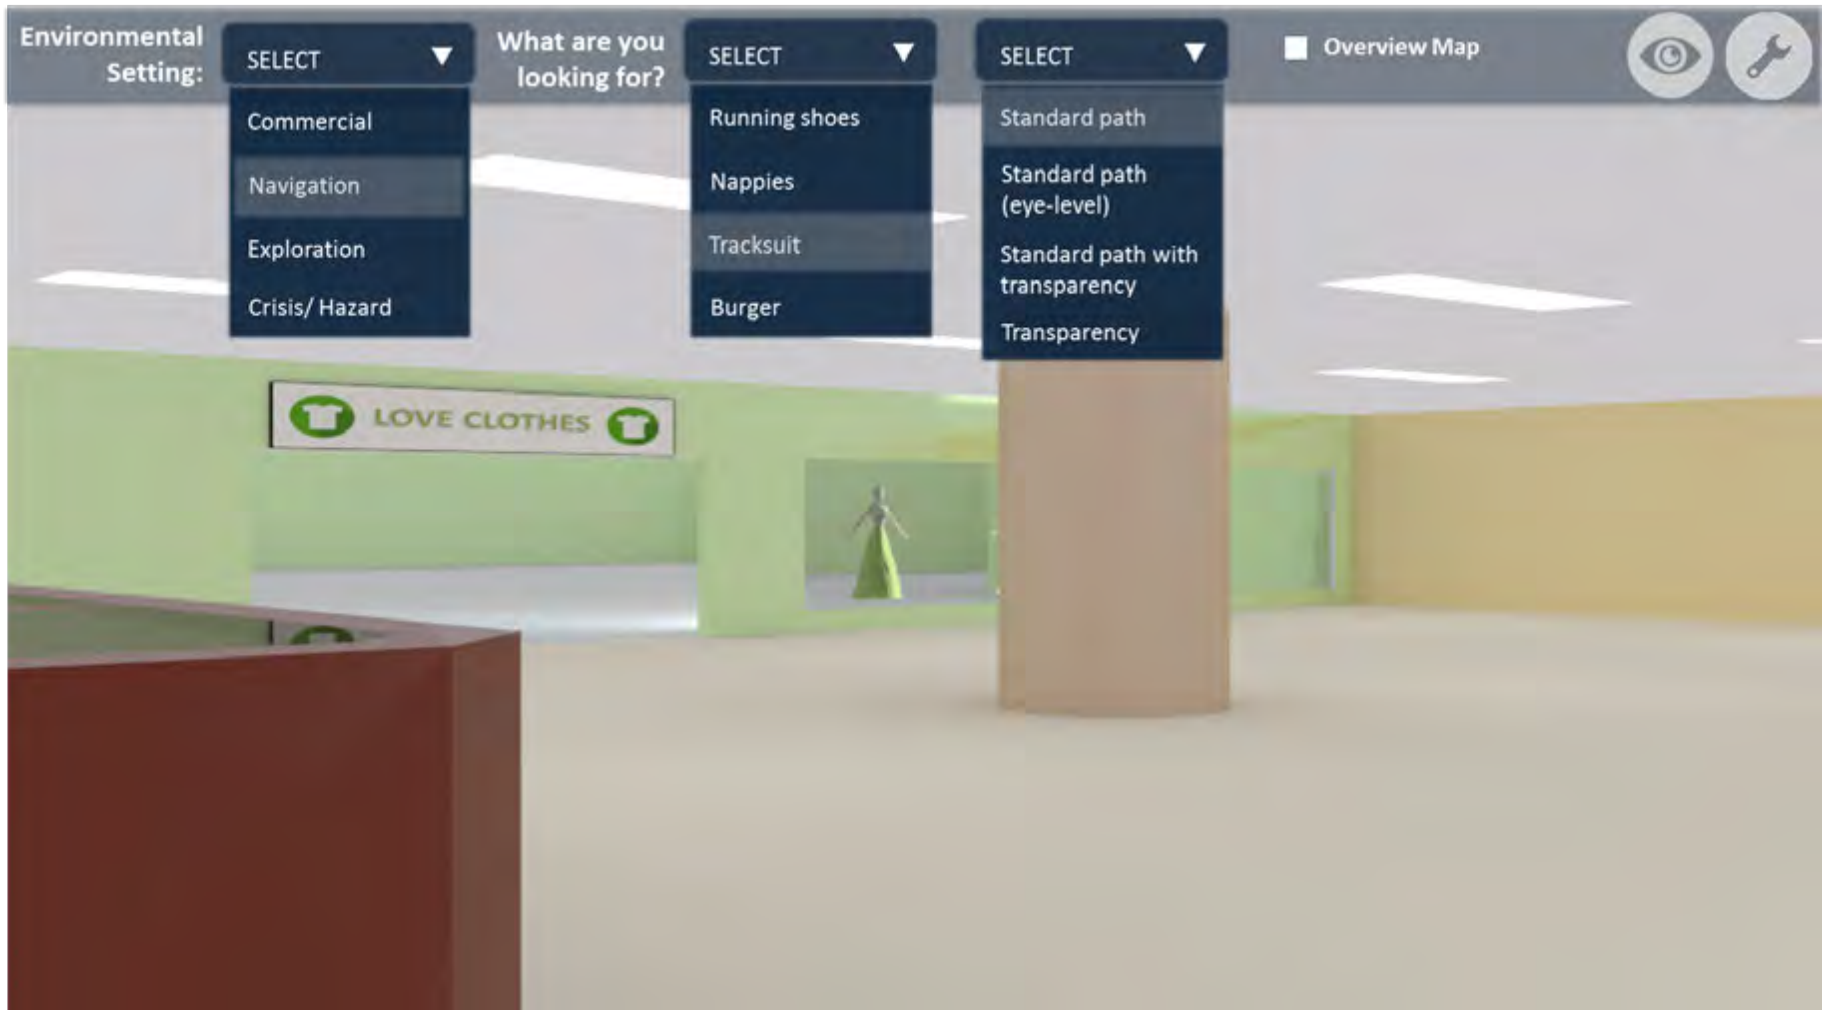 Environmental
Setting:
SELECT
Commercial
Navigation
Exploration
Crisis/ Hazard
What are you
looking for?
SELECT
Running shoes
Nappies
Tracksuit
Burger
SELECT
Standard path
Standard path
(eye-level)
Standard path with
transparency
Transparency
Overview Map
LOVE CLOTHES